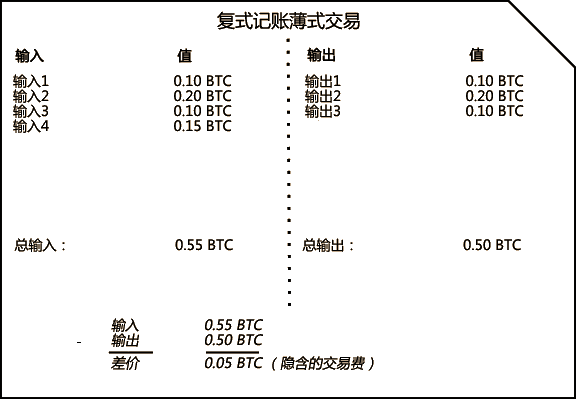 复式记账薄式交易
输入 值 输出 值
输入1 0.10 BTC 输出1 0.10 BTC
输入2 0.20 BTC 输出2 0.20 BTC
输入3 0.10 BTC 输出3 0.10 BTC
输入4 0.15 BTC
总输入： 0.55 BTC 总输出： 0.50 BTC
输入 0.55 BTC
- 输出 0.50 BTC
差价 0.05 BTC（隐含的交易费）